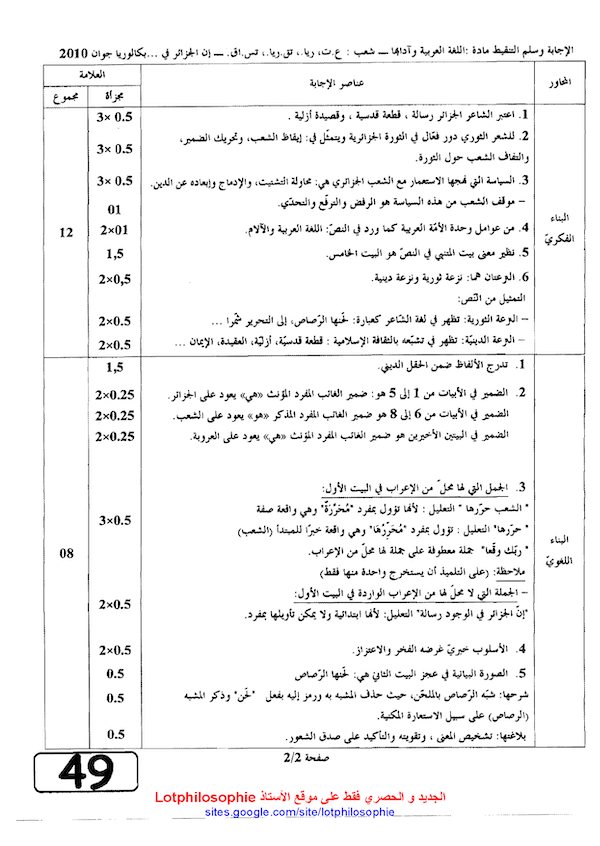 الإجابة وسلم التنقيط مادة :اللغة العربية وآدابها ــ شعب : ع.ت، ريا.، تق.ريا.، تس.اق. ــ إن الجزائر في ...بكالوريا جوان 2010
المحاور
عناصر الإجابة
العلامة
مجزأة
مجموع
البناء الفكريّ
1. اعتبر الشاعر الجزائر رسالة ، قطعة قدسية ، وقصيدة أزلية .
3× 0.5
2. للشعر الثوري دور فعّال في الثورة الجزائرية ويتمثّل في: إيقاظ الشعب، وتحريك الضمير،
والتفاف الشعب حول الثورة.
3× 0.5
3. السياسة التي نهجها الاستعمار مع الشعب الجزائري هي: محاولة التشتيت، والإدماج وإبعاده عن الدين.
3× 0.5
– موقف الشعب من هذه السياسة هو الرفض والترفّع والتحدّي.
01
4. من عوامل وحدة الأمّة العربية كما ورد في النصّ: اللغة العربية والآلام.
2×01
12
5. نظير معنى بيت المتنبي في النصّ هو البيت الخامس.
1,5
6. النزعتان هما: نزعة ثورية ونزعة دينية.
2×0,5
التمثيل من النّص:
– النزعة الثورية: تظهر في لغة الشّاعر كعبارة: لحنها الرّصاص، إلى التحرير شمّرا ...
2×0.5
– النزعة الدينيّة: تظهر في تشبّعه بالثقافة الإسلامية : قطعة قدسيّة، أزليّة، العقيدة، الإيمان ...
2×0.5
البناء اللغويّ
1. تدرج الألفاظ ضمن الحقل الديني.
1,5
2. الضمير في الأبيات من 1 إلى 5 هو: ضمير الغائب المفرد المؤنث «هي» يعود على الجزائر.
2×0.25
الضمير في الأبيات من 6 إلى 8 هو ضمير الغائب المفرد المذكر «هو» يعود على الشعب.
2×0.25
الضمير في البيتين الأخيرين هو ضمير الغائب المفرد المؤنث «هي» يعود على العروبة.
2×0.25
3. الجمل التي لها محلّ من الإعراب في البيت الأول:
" الشعب حرّرها " التعليل : لأنها تؤول بمفرد "مُحَرَّرَةٌ" وهي واقعة صفة
3×0.5
" حرّرها" التعليل : تؤول بمفرد "مُحَرِّرُهَا" وهي واقعة خبرًا للمبتدأ (الشعب)
" ربّك وقّعا" جملة معطوفة على جملة لها محلّ من الإعراب.
08
ملاحظة: (على التلميذ أن يستخرج واحدة منها فقط)
– الجملة التي لا محلّ لها من الإعراب الواردة في البيت الأول:
2×0.5
"إنّ الجزائر في الوجود رسالة" التعليل: لأنها ابتدائية ولا يمكن تأويلها بمفرد.
4. الأسلوب خبريّ غرضه الفخر والاعتزاز.
2×0.5
5. الصورة البيانية في عجز البيت الثاني هي: لحنها الرّصاص
0.5
شرحها: شبّه الرّصاص بالملحّن، حيث حذف المشبه به ورمز إليه بفعل "لحّن" وذكر المشبه
0.5
(الرصاص) على سبيل الاستعارة المكنية.
بلاغتها: تشخيص المعنى ، وتقويته والتأكيد على صدق الشعور.
0.5
صفحة 2/2
49
الجديد و الحصري فقط على موقع الأستاذ Lotphilosophie
sites.google.com/site/lotphilosophie